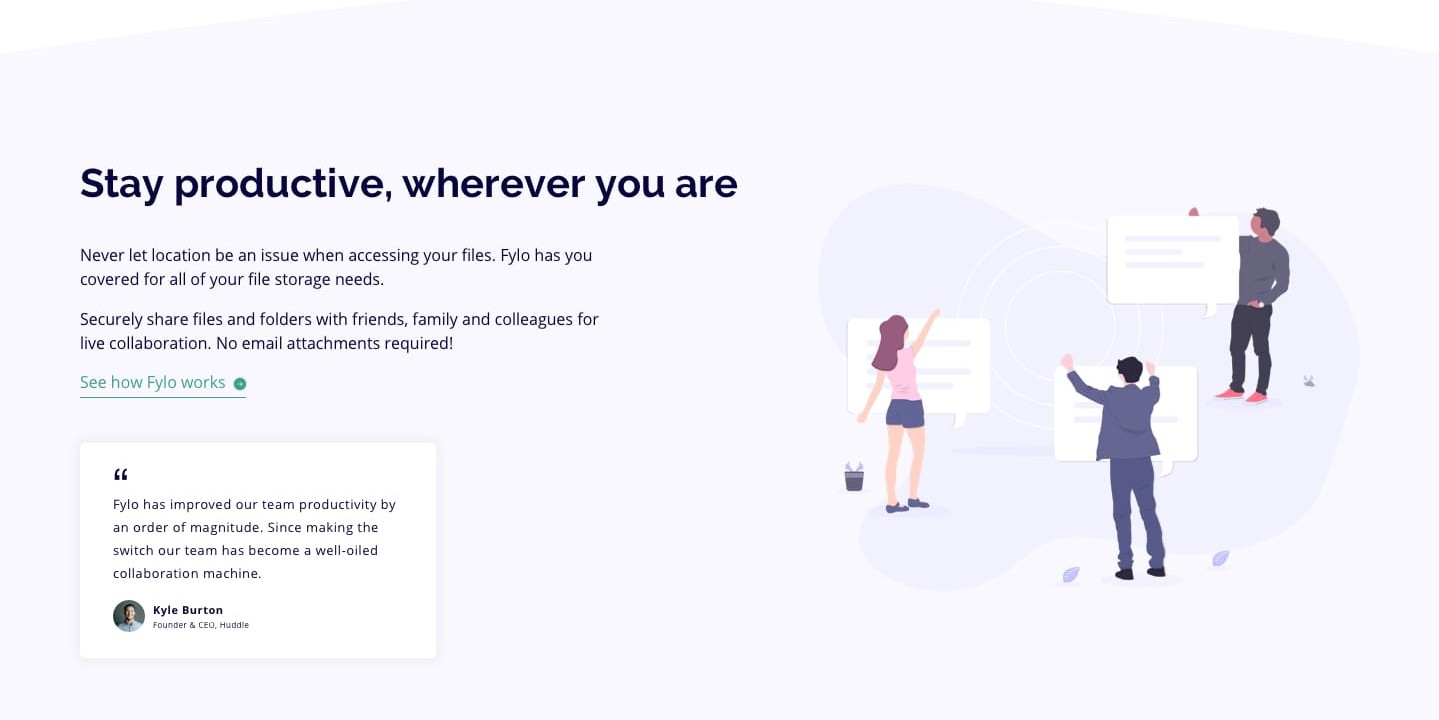 Stay productive, wherever you are
Never let location be an issue when accessing your files. Fylo has you
covered for all of your file storage needs.
Securely share files and folders with friends, family and colleagues for
live collaboration. No email attachments required!
See how Fylo works
“
Fylo has improved our team productivity by
an order of magnitude. Since making the
switch our team has become a well-oiled
collaboration machine.
Kyle Burton
Founder & CEO, Huddle